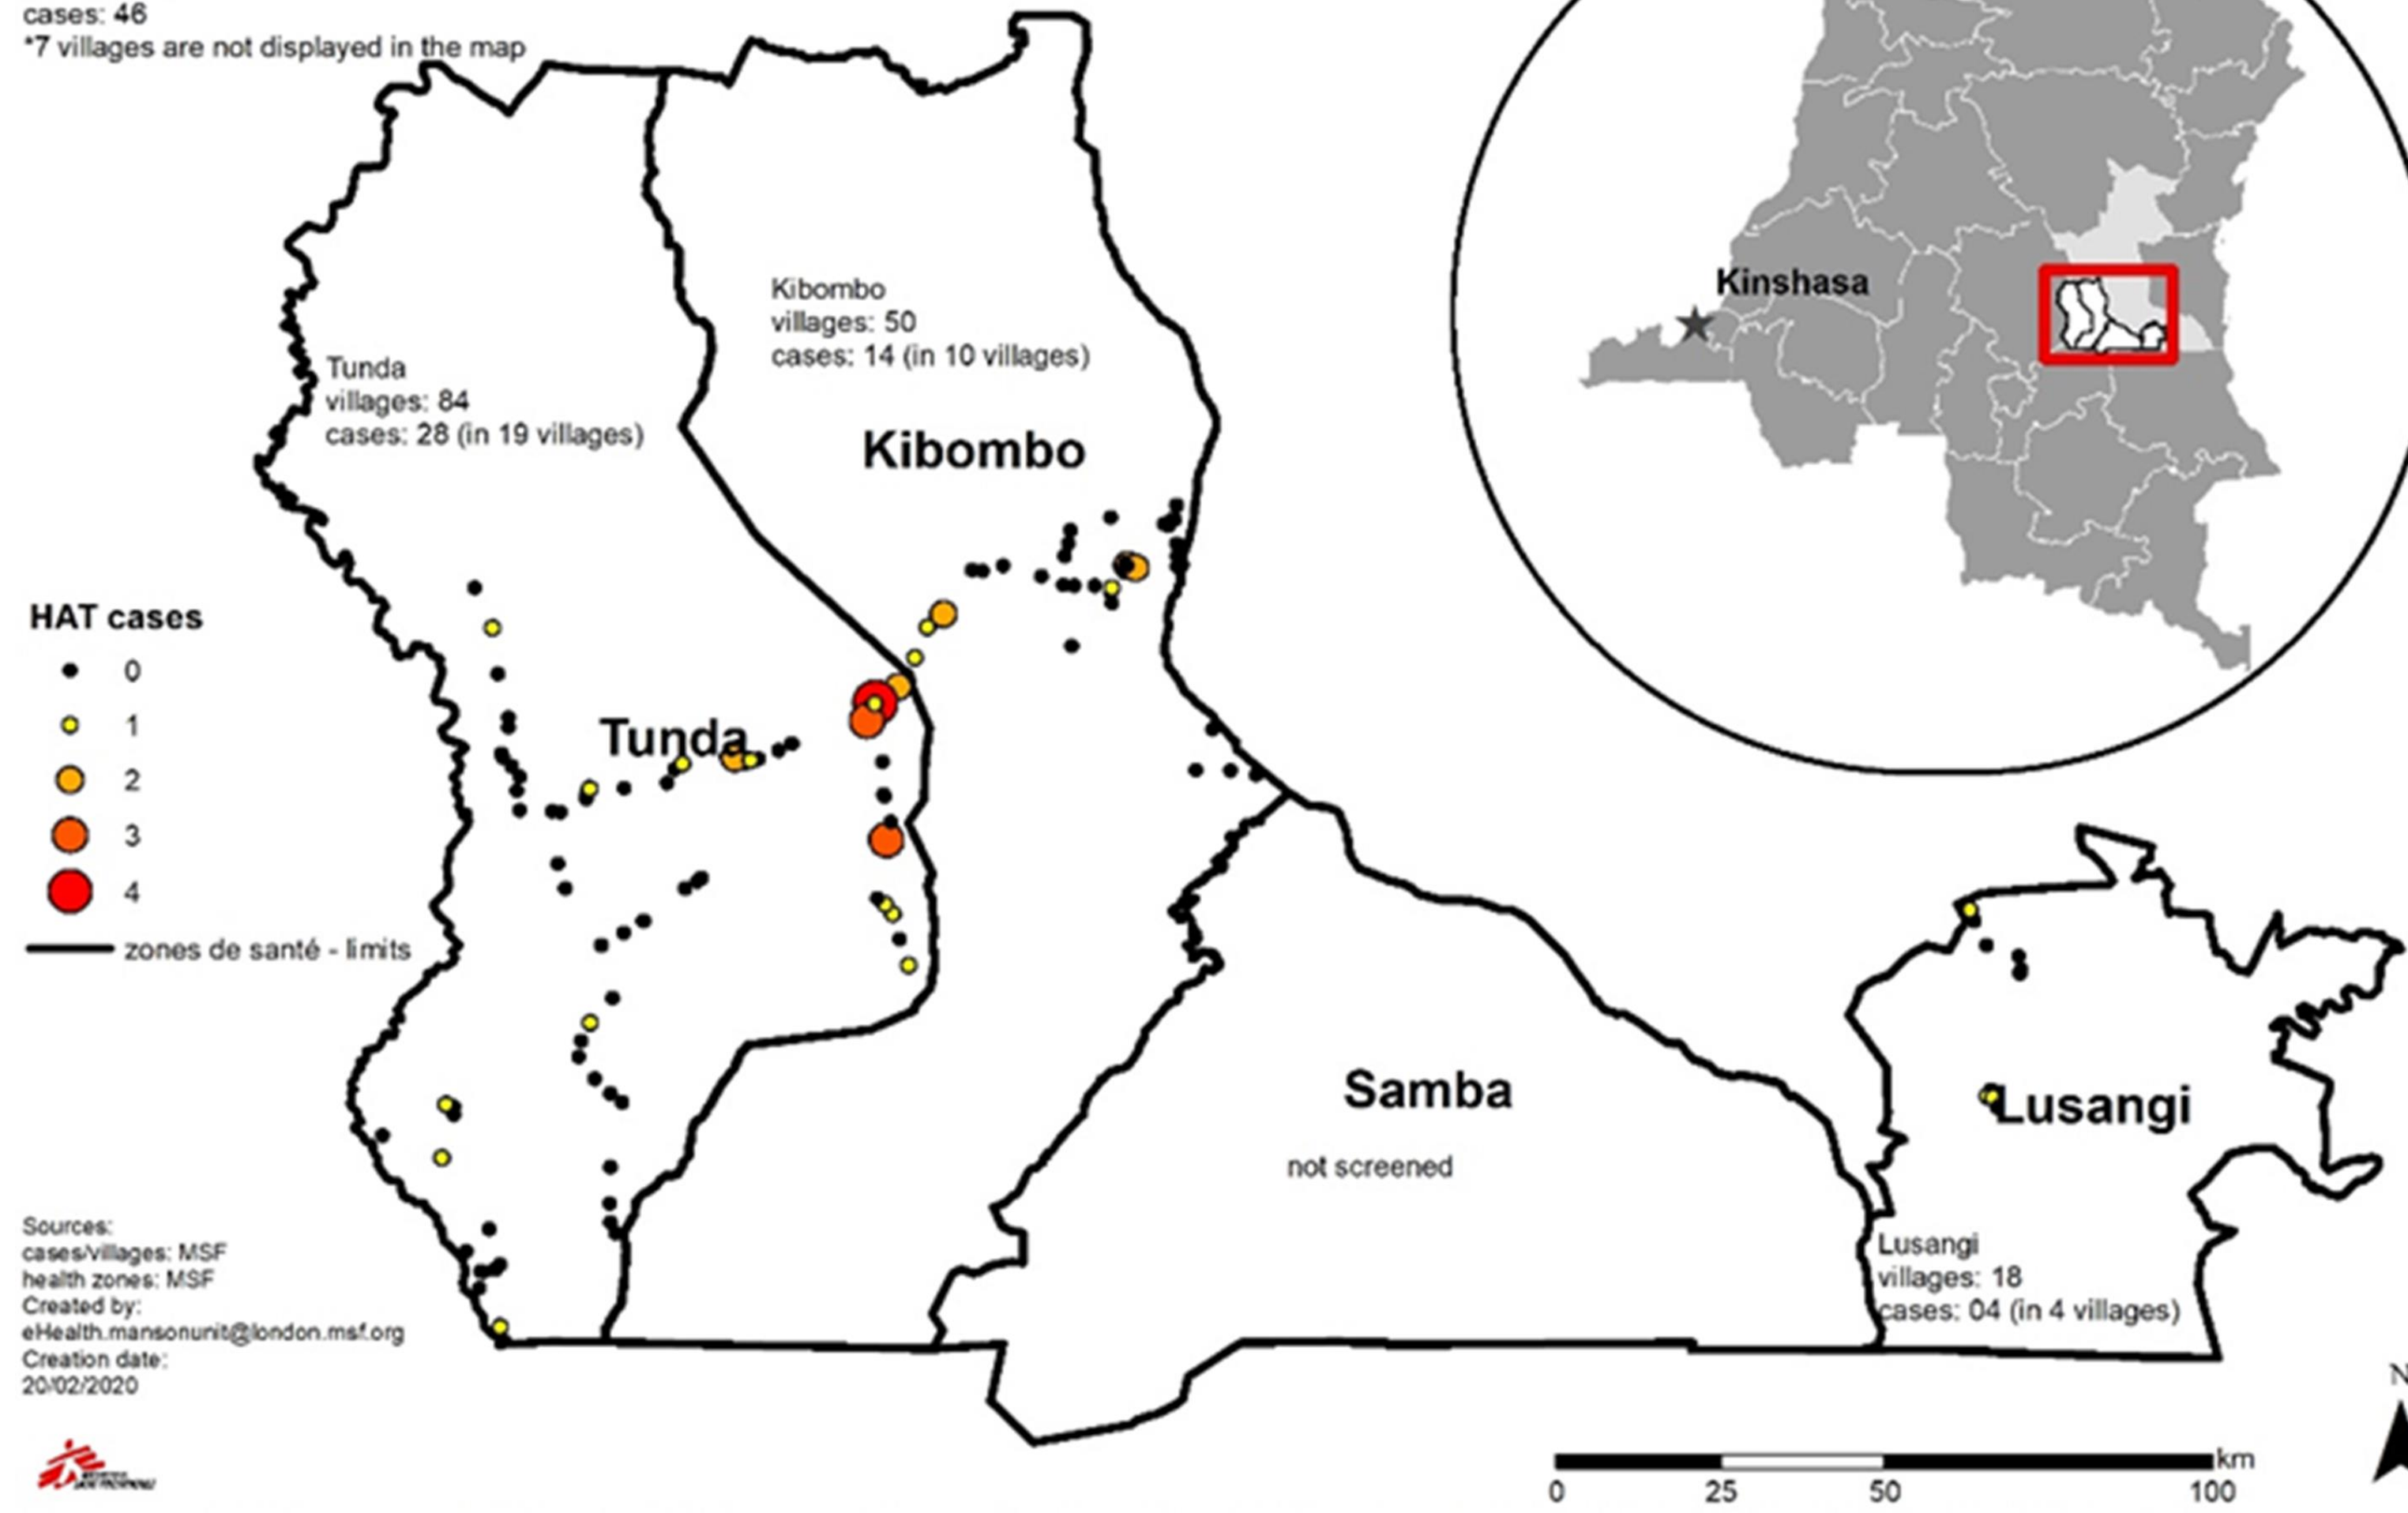 cases: 46
*7 villages are not displayed in the map
Kinshasa
Kibombo
villages: 50
cases: 14 (in 10 villages)
Tunda
villages: 84
cases: 28 (in 19 villages)
Kibombo
HAT cases
0
1
2
3
4
zones de santé - limits
Tunda
Samba
not screened
Lusangi
Lusangi
villages: 18
cases: 04 (in 4 villages)
Sources:
cases/villages: MSF
health zones: MSF
Created by:
eHealth.mansonunit@london.msf.org
Creation date:
20/02/2020
N
km
0 25 50 100